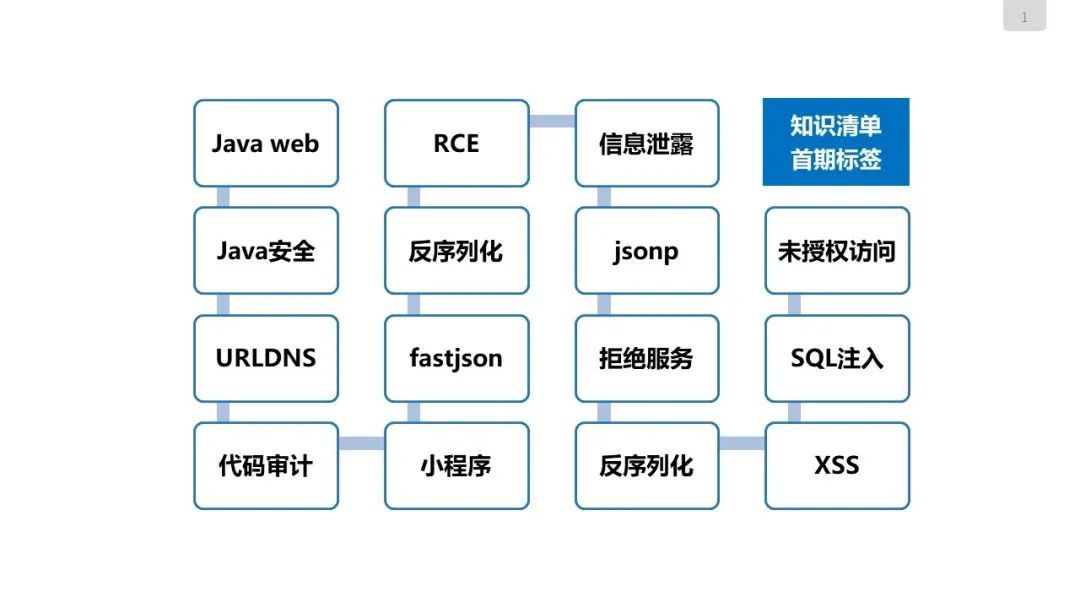 1
Java web
RCE
信息泄露
知识清单
首期标签
Java安全
反序列化
jsonp
未授权访问
URLDNS
fastjson
拒绝服务
SQL注入
代码审计
小程序
反序列化
XSS